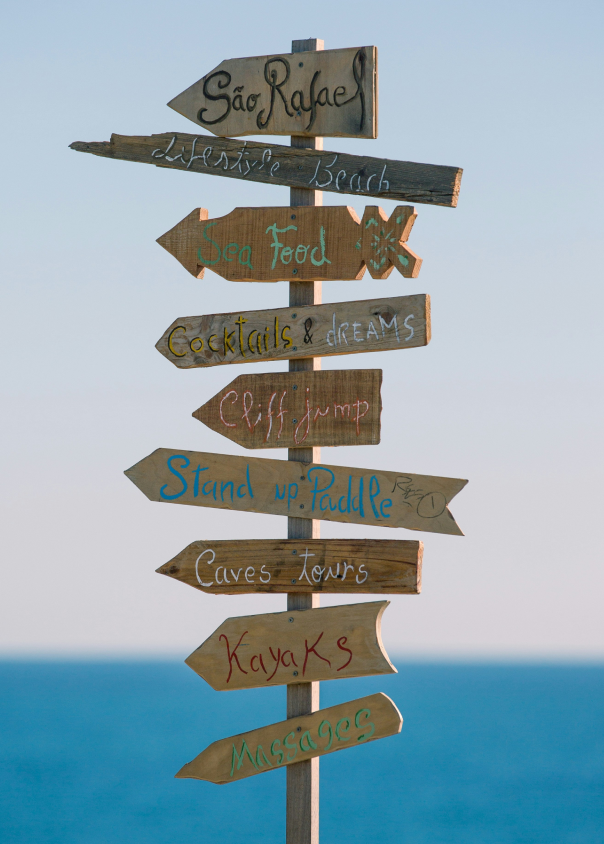 São Rafael
Lifestyle Beach
Sea Food
Cocktails & dREAMS
Cliff jump
Stand up Paddle
Caves tours
Kayaks
Massages